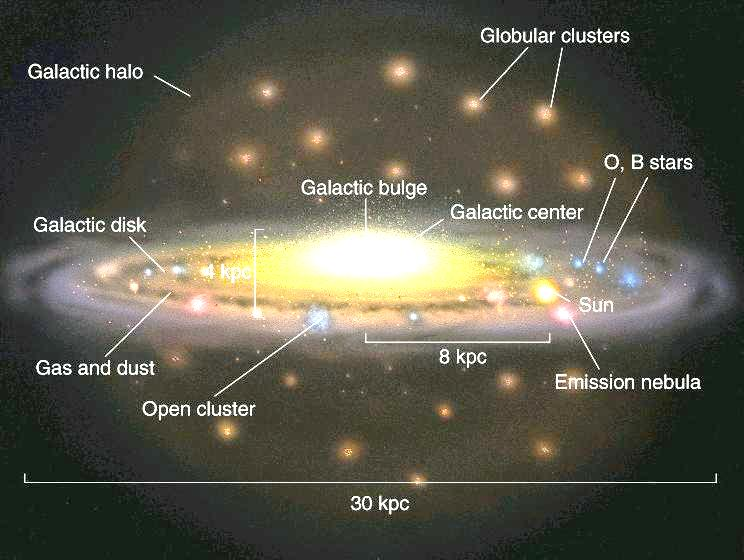 Globular clusters
Galactic halo
O, B stars
Galactic bulge
Galactic center
Galactic disk
4 kpc
Sun
8 kpc
Gas and dust
Emission nebula
Open cluster
30 kpc